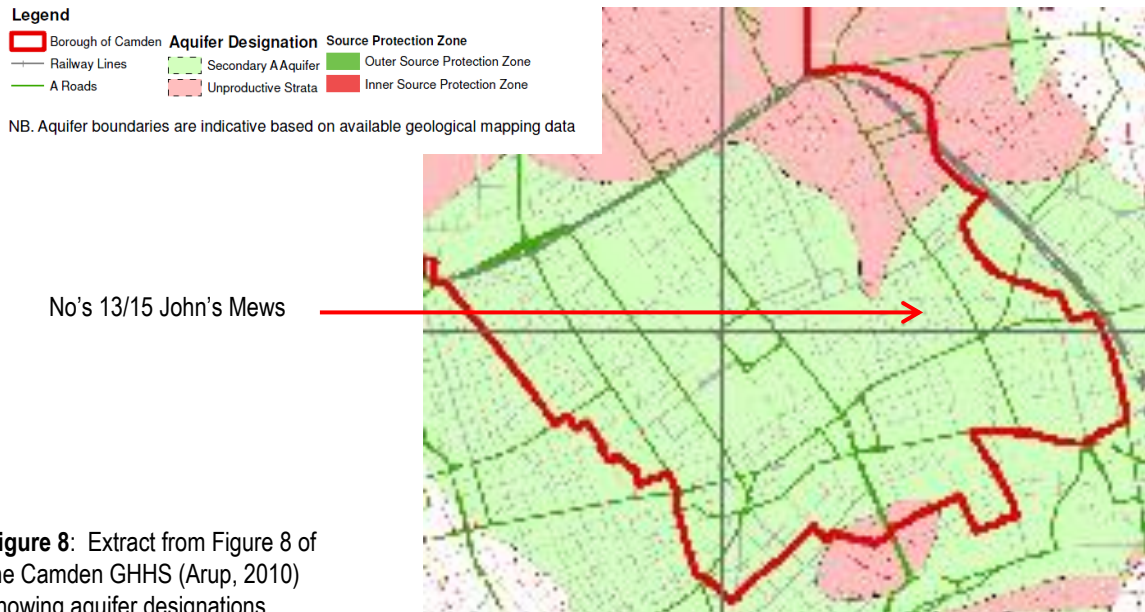 Legend
Borough of Camden
Railway Lines
A Roads
Aquifer Designation
Secondary A Aquifer
Unproductive Strata
Source Protection Zone
Outer Source Protection Zone
Inner Source Protection Zone
NB. Aquifer boundaries are indicative based on available geological mapping data
No's 13/15 John's Mews
igure 8: Extract from Figure 8 of
he Camden GHHS (Arup, 2010)
howing aquifer designations